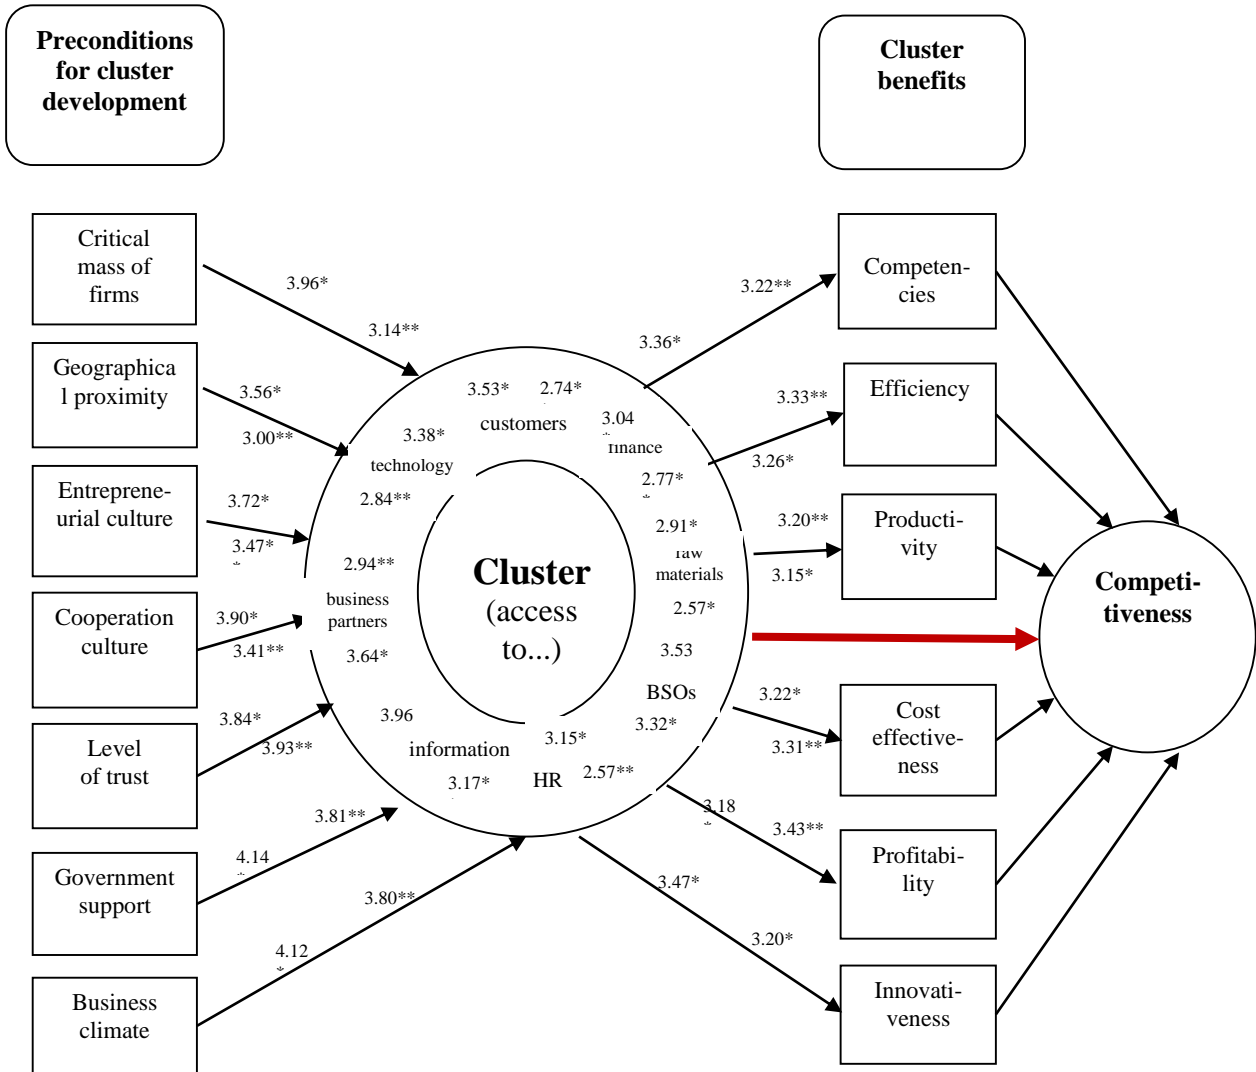 Preconditions
for cluster
development
Cluster
benefits
Critical
mass of
firms
3.96*
3.14**
Geographica
l proximity
3.56*
3.00**
Entreprene-
urial culture
3.72*
3.47*
*
Cooperation
culture
3.90*
3.41**
Level
of trust
3.84*
3.93**
Government
support
4.14
*
3.81**
Business
climate
4.12
*
3.80**
3.53*
2.74*
customers
3.38*
technology
2.84**
3.04
*
finance
2.77*
*
2.91*
raw
materials
2.57*
2.94**
business
partners
3.64*
Cluster
(access
to...)
3.53
BSOs
3.32*
3.96
information
3.17*
3.15*
HR
2.57**
3.36*
3.22**
Competen-
cies
3.33**
3.26*
Efficiency
3.20**
3.15*
Producti-
vity
Competi-
tiveness
3.22*
3.31**
Cost
effective-
ness
3.18
*
3.43**
Profitabi-
lity
3.47*
3.20*
Innovati-
veness